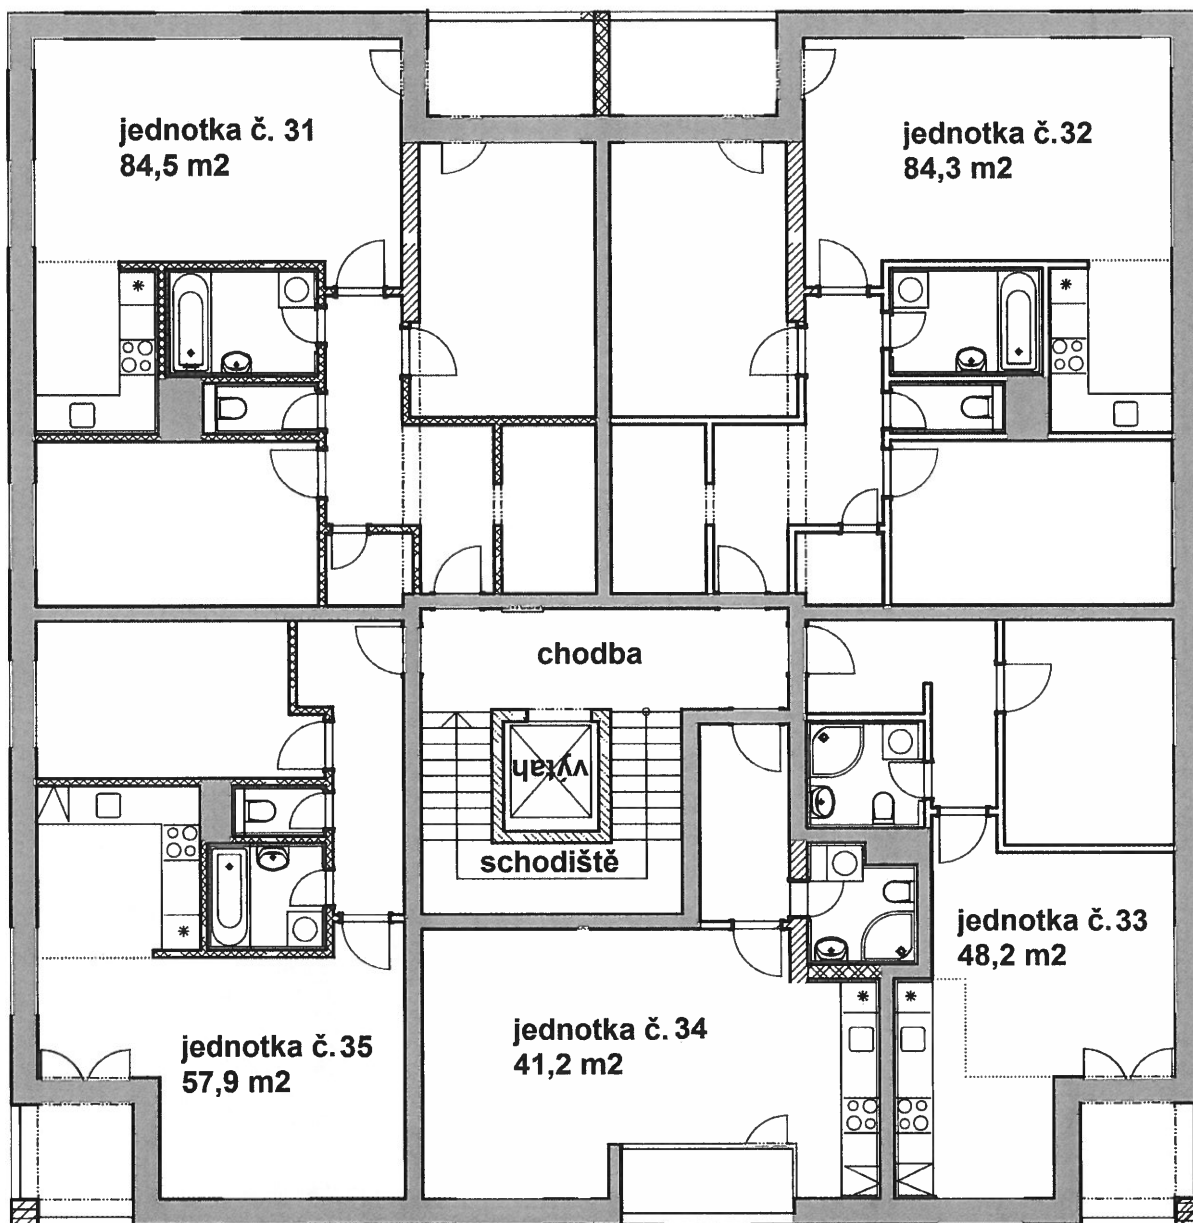 jednotka č. 31
84,5 m2
jednotka č.32
84,3 m2
chodba
výtah
schodiště
jednotka č.33
48,2 m2
jednotka č. 34
41,2 m2
jednotka č.35
57,9 m2